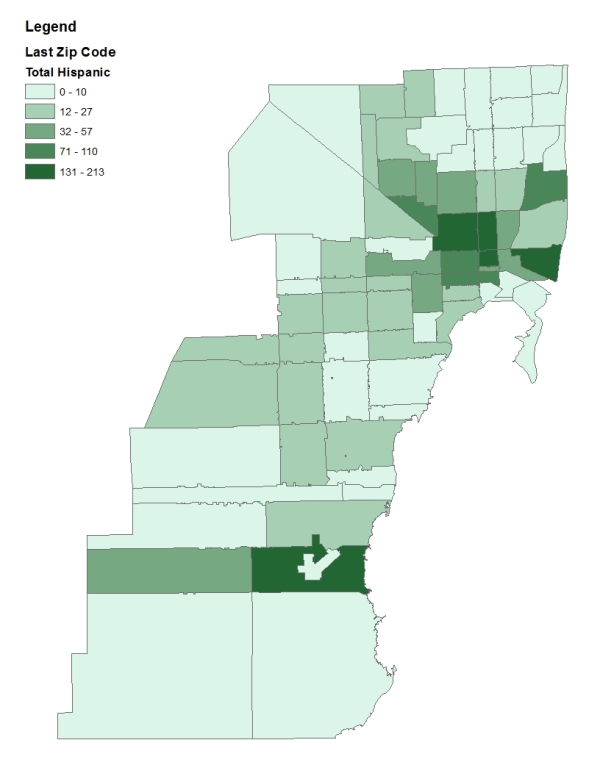 Legend
Last Zip Code
Total Hispanic
0 - 10
12 - 27
32 - 57
71 - 110
131 - 213